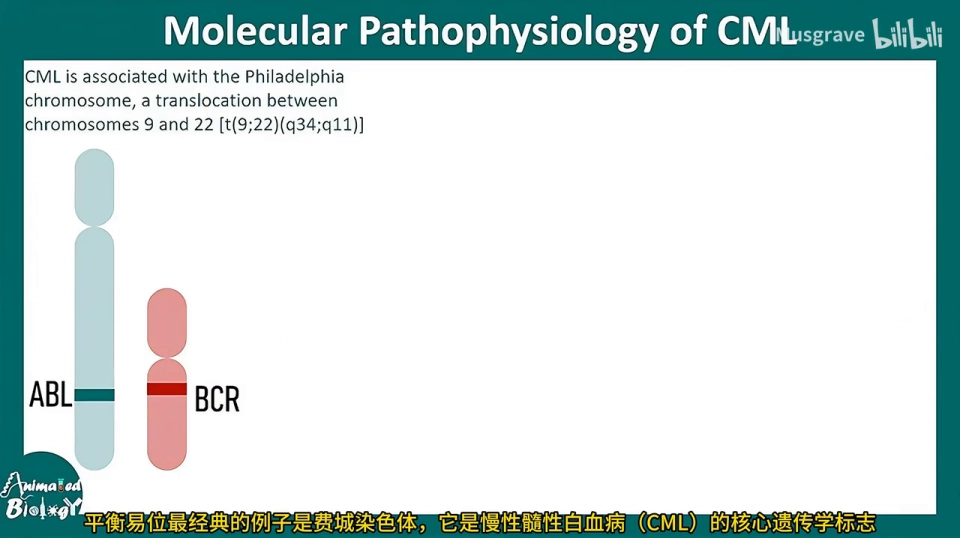 Molecular Pathophysiology of CML
Musgrave bilibili
CML is associated with the Philadelphia
chromosome, a translocation between
chromosomes 9 and 22 [t(9;22)(q34;q11)]
ABL
BCR
Animated
Biology
平衡易位最经典的例子是费城染色体，它是慢性髓性白血病（CML）的核心遗传学标志